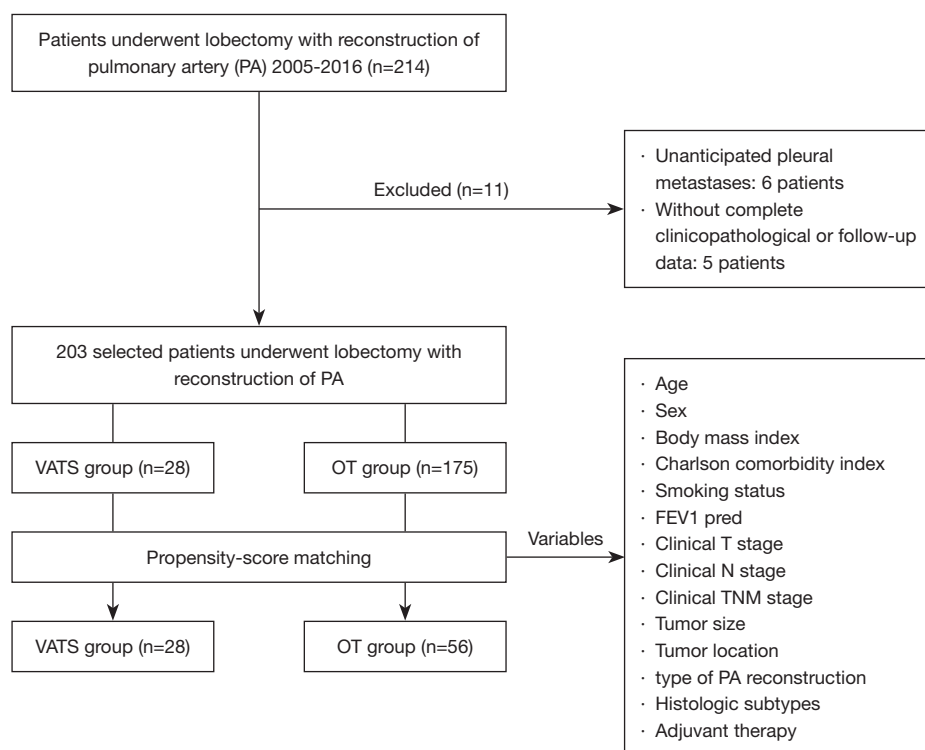 Patients underwent lobectomy with reconstruction of
pulmonary artery (PA) 2005-2016 (n=214)
Excluded (n=11)
· Unanticipated pleural
metastases: 6 patients
· Without complete
clinicopathological or follow-up
data: 5 patients
203 selected patients underwent lobectomy with
reconstruction of PA
VATS group (n=28)
OT group (n=175)
Propensity-score matching
Variables
VATS group (n=28)
OT group (n=56)
· Age
· Sex
· Body mass index
· Charlson comorbidity index
· Smoking status
· FEV1 pred
· Clinical T stage
· Clinical N stage
· Clinical TNM stage
· Tumor size
· Tumor location
· type of PA reconstruction
· Histologic subtypes
· Adjuvant therapy